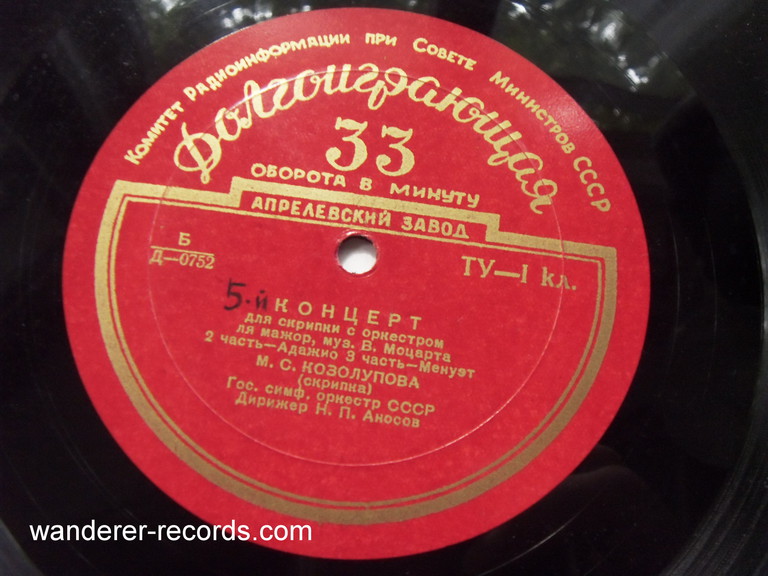 Комитет Радиоинформации при Совете Министров СССР
Долгоиграющая
33
ОБОРОТА В МИНУТУ
АПРЕЛЕВСКИЙ ЗАВОД
Б
Д—0752
ТУ—I кл.
5-й КОНЦЕРТ
для скрипки с оркестром
ля мажор, муз. В. Моцарта
2 часть—Адажио 3 часть—Менуэт
М. С. КОЗОЛУПОВА
(скрипка)
Гос. симф. оркестр СССР
Дирижер Н. П. Аносов
wanderer-records.com